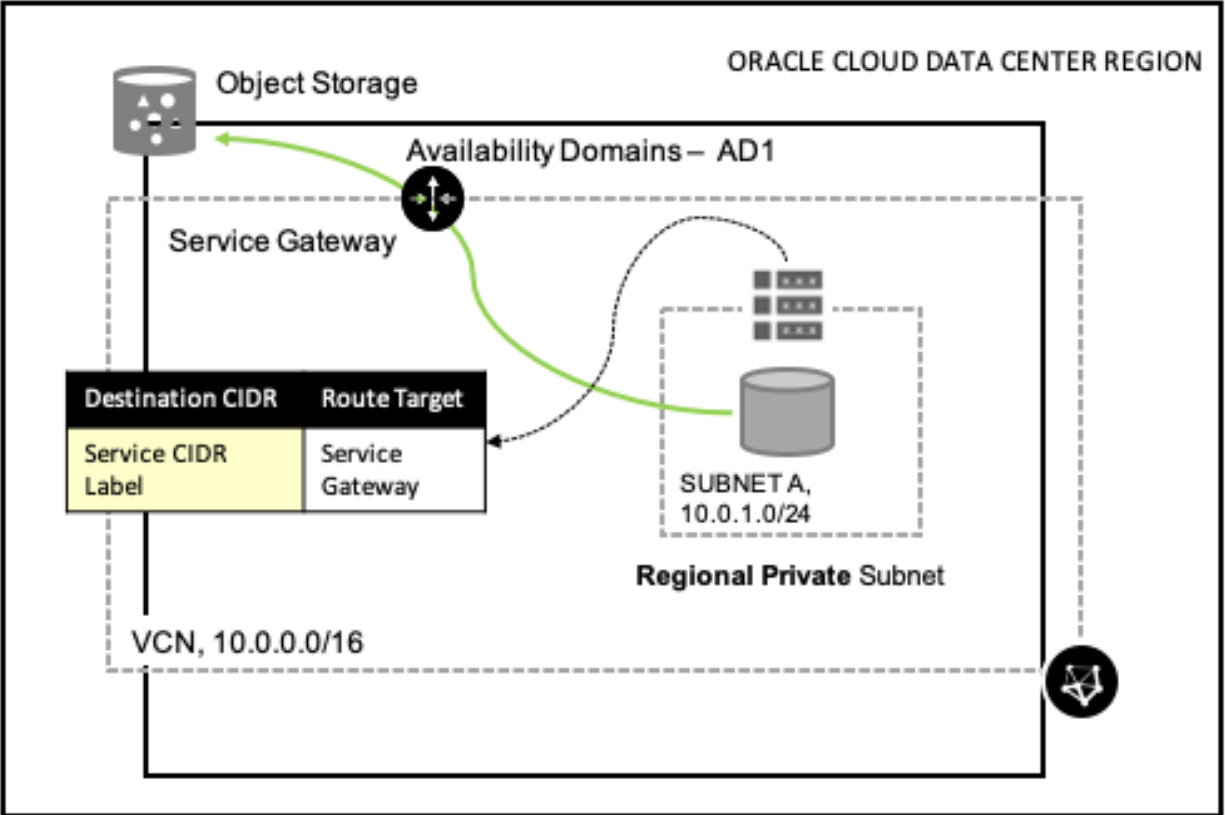 ORACLE CLOUD DATA CENTER REGION
Object Storage
Availability Domains – AD1
Service Gateway
Destination CIDR Route Target
Service CIDR
Label
Service
Gateway
SUBNET A,
10.0.1.0/24
Regional Private Subnet
VCN, 10.0.0.0/16